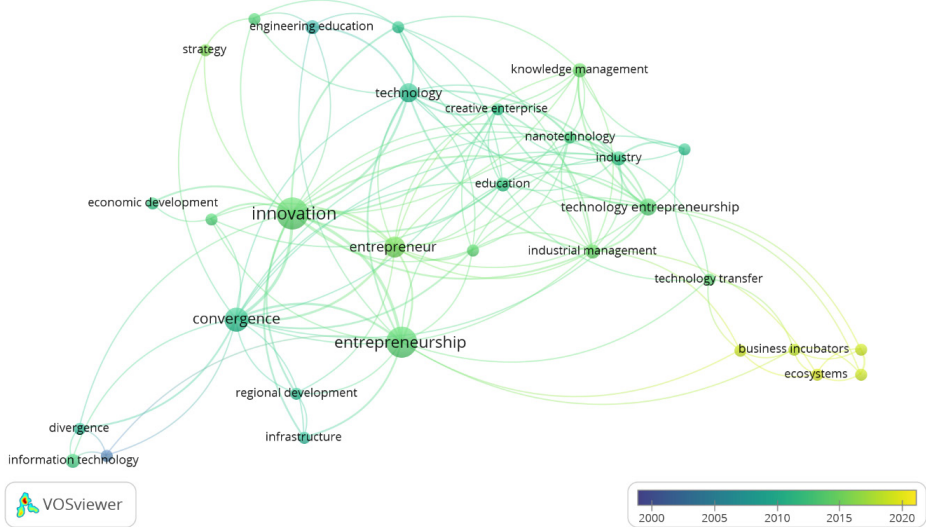 engineering education
strategy
knowledge management
technology
creative enterprise
nanotechnology
industry
education
economic development
innovation
technology entrepreneurship
entrepreneur
industrial management
technology transfer
convergence
entrepreneurship
business incubators
ecosystems
regional development
divergence
infrastructure
information technology
VOSviewer
2000 2005 2010 2015 2020